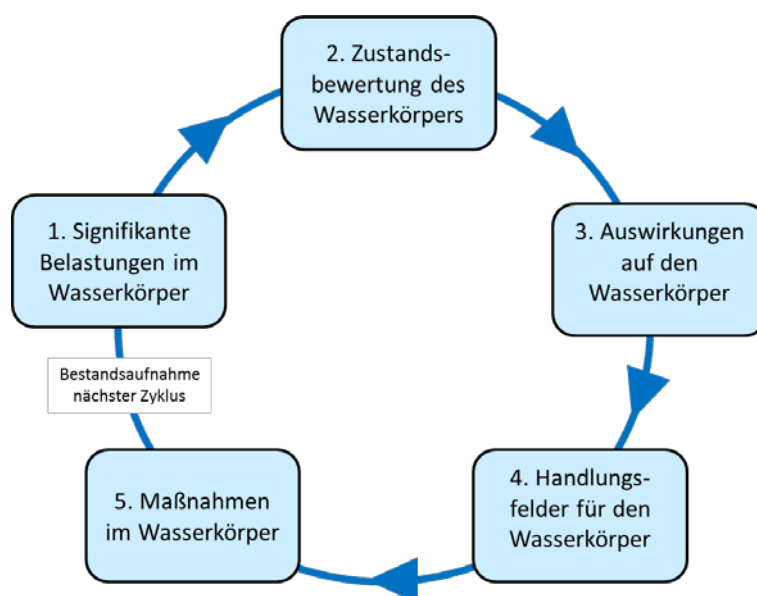 2. Zustands-
bewertung des
Wasserkörpers
1. Signifikante
Belastungen im
Wasserkörper
3. Auswirkungen
auf den
Wasserkörper
Bestandsaufnahme
nächster Zyklus
5. Maßnahmen
im Wasserkörper
4. Handlungs-
felder für den
Wasserkörper